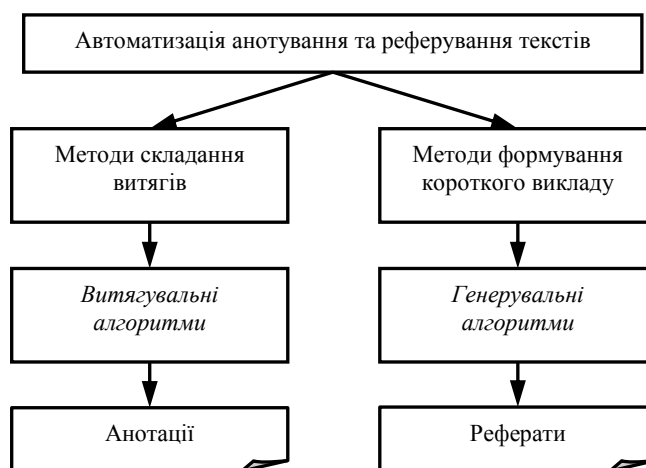 Автоматизація анотування та реферування текстів
Методи складання
витягів
Методи формування
короткого викладу
Витягувальні
алгоритми
Генерувальні
алгоритми
Анотації
Реферати